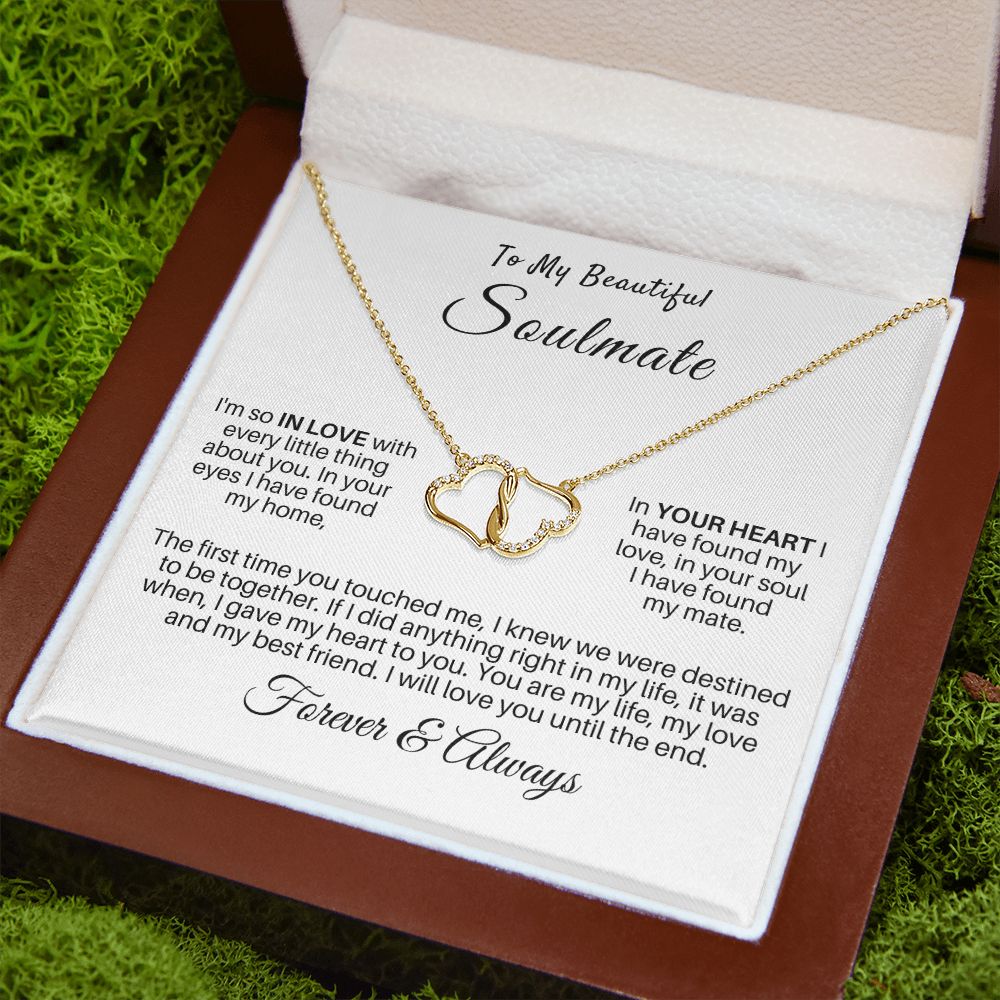 To My Beautiful
Soulmate
I'm so IN LOVE with
every little thing
about you. In your
eyes I have found
my home,
In YOUR HEART I
have found my
love, in your soul
I have found
my mate.
The first time you touched me, I knew we were destined
to be together. If I did anything right in my life, it was
when, I gave my heart to you. You are my life, my love
and my best friend. I will love you until the end.
Forever & Always